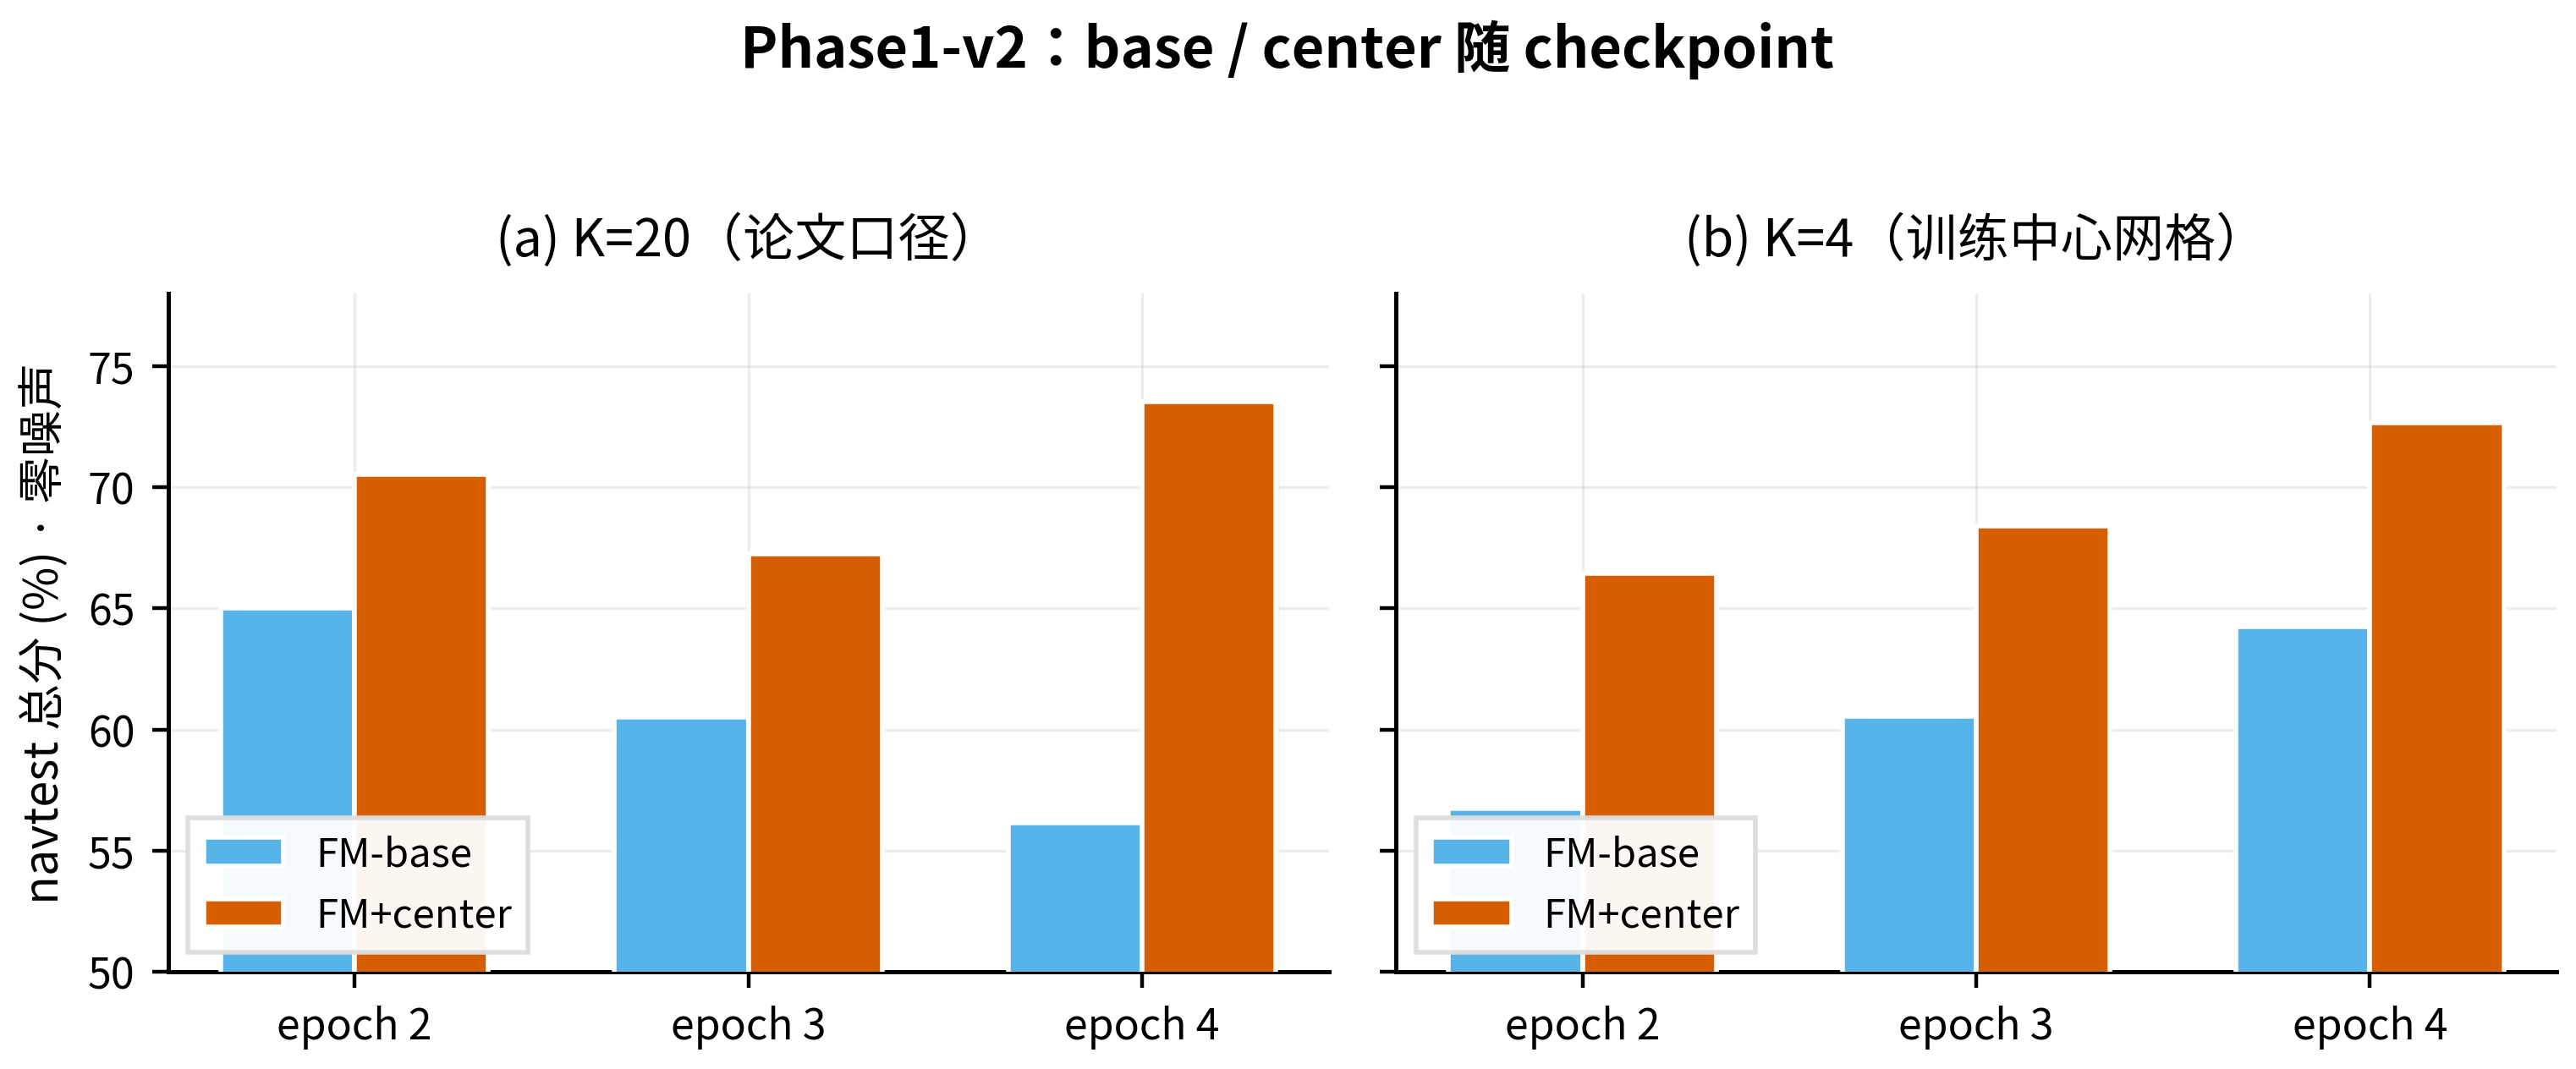 Phase1-v2：base / center 随 checkpoint
(a) K=20（论文口径）
navtest 总分 (%) · 零噪声
75
70
65
60
55
50
FM-base
FM+center
epoch 2
epoch 3
epoch 4
(b) K=4（训练中心网格）
FM-base
FM+center
epoch 2
epoch 3
epoch 4